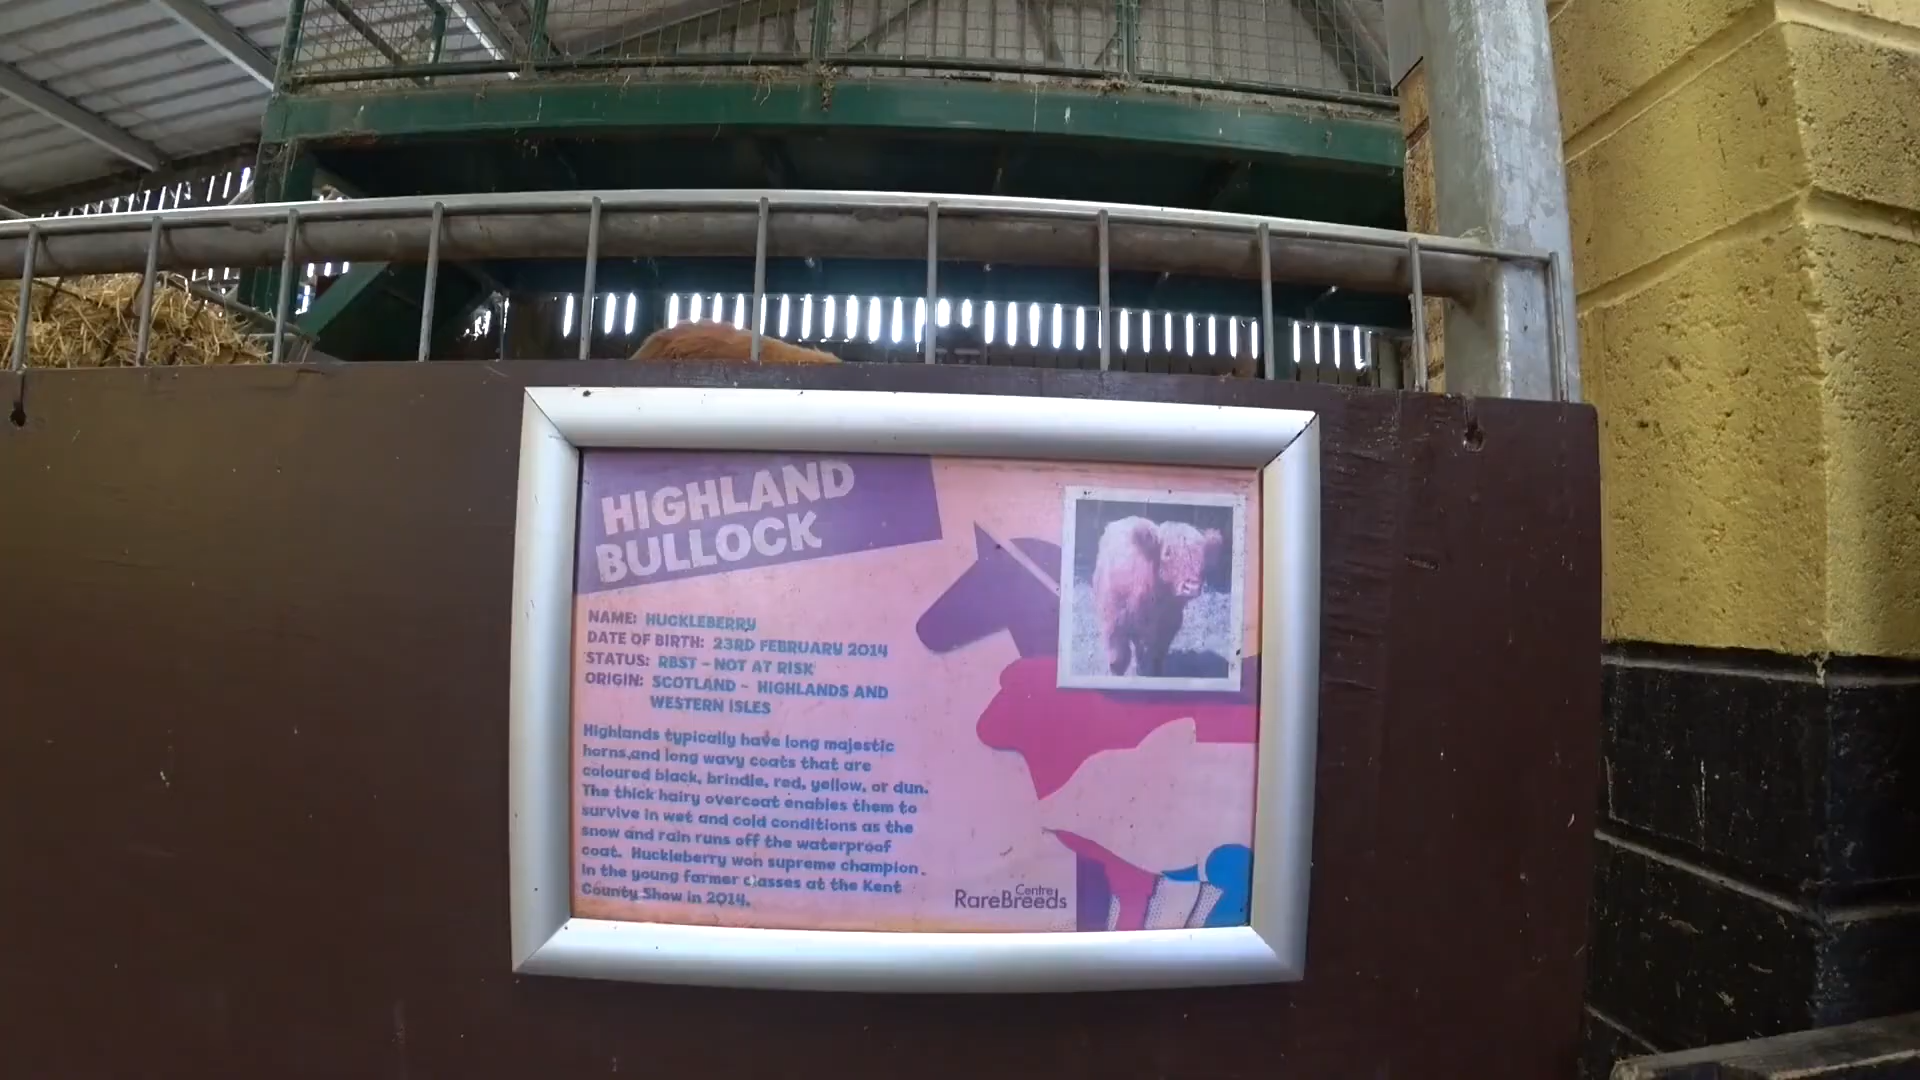 HIGHLAND
BULLOCK
NAME: HUCKLEBERRY
DATE OF BIRTH: 23RD FEBRUARY 2014
STATUS: RBST - NOT AT RISK
ORIGIN: SCOTLAND - HIGHLANDS AND
WESTERN ISLES
Highlands typically have long majestic
horns,and long wavy coats that are
coloured black, brindle, red, yellow, or dun.
The thick hairy overcoat enables them to
survive in wet and cold conditions as the
snow and rain runs off the waterproof
coat. Huckleberry won supreme champion
in the young farmer classes at the Kent
County Show in 2014.
Centre
RareBreeds